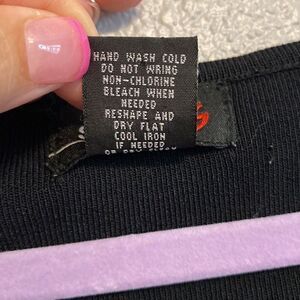 HAND WASH COLD
DO NOT WRING
NON-CHLORINE
BLEACH WHEN
NEEDED
RESHAPE AND
DRY FLAT
COOL IRON
IF NEEDED